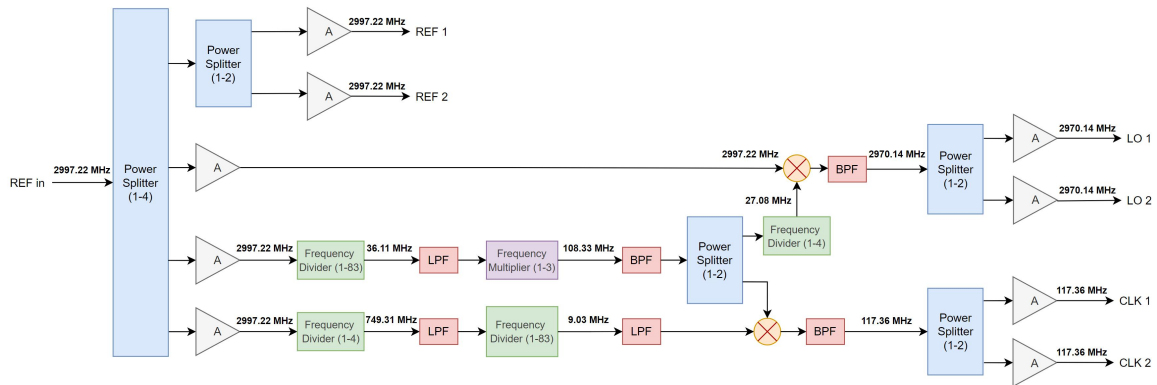 2997.22 MHz
A
REF 1
Power
Splitter
(1-2)
2997.22 MHz
A
REF 2
2970.14 MHz
A
LO 1
2997.22 MHz
REF in
Power
Splitter
(1-4)
A
2997.22 MHz
2970.14 MHz
BPF
Power
Splitter
(1-2)
2970.14 MHz
A
LO 2
27.08 MHz
Frequency
Divider (1-4)
2997.22 MHz
A
Frequency
Divider (1-83)
36.11 MHz
LPF
Frequency
Multiplier (1-3)
108.33 MHz
BPF
Power
Splitter
(1-2)
117.36 MHz
A
CLK 1
2997.22 MHz
A
Frequency
Divider (1-4)
749.31 MHz
LPF
Frequency
Divider (1-83)
9.03 MHz
LPF
BPF
117.36 MHz
Power
Splitter
(1-2)
117.36 MHz
A
CLK 2